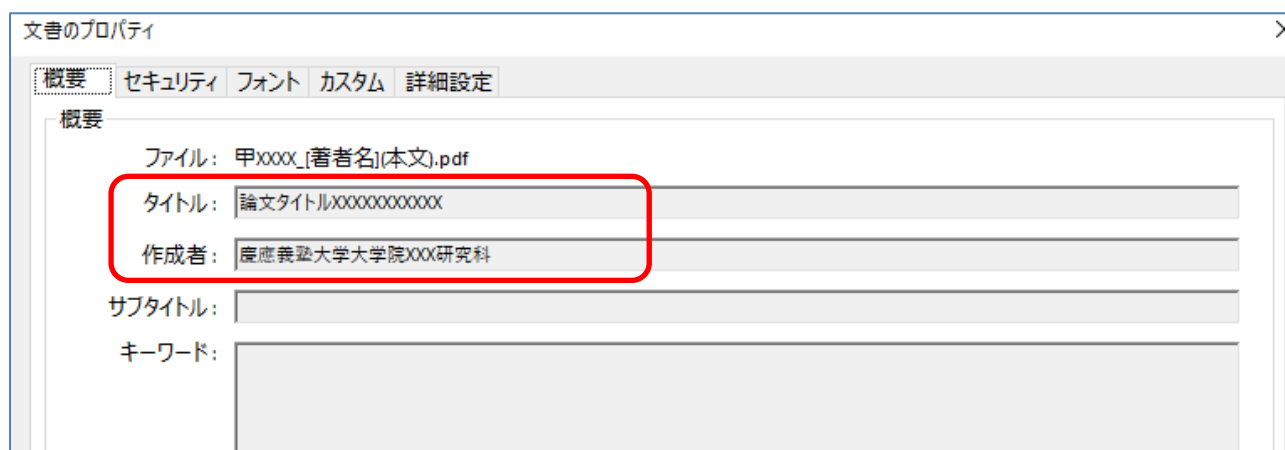 文書のプロパティ
概要 セキュリティ フォント カスタム 詳細設定
概要
ファイル： 甲XXXX_[著者名](本文).pdf
タイトル： 論文タイトルXXXXXXXXXXX
作成者： 慶應義塾大学大学院XXX研究科
サブタイトル：
キーワード：